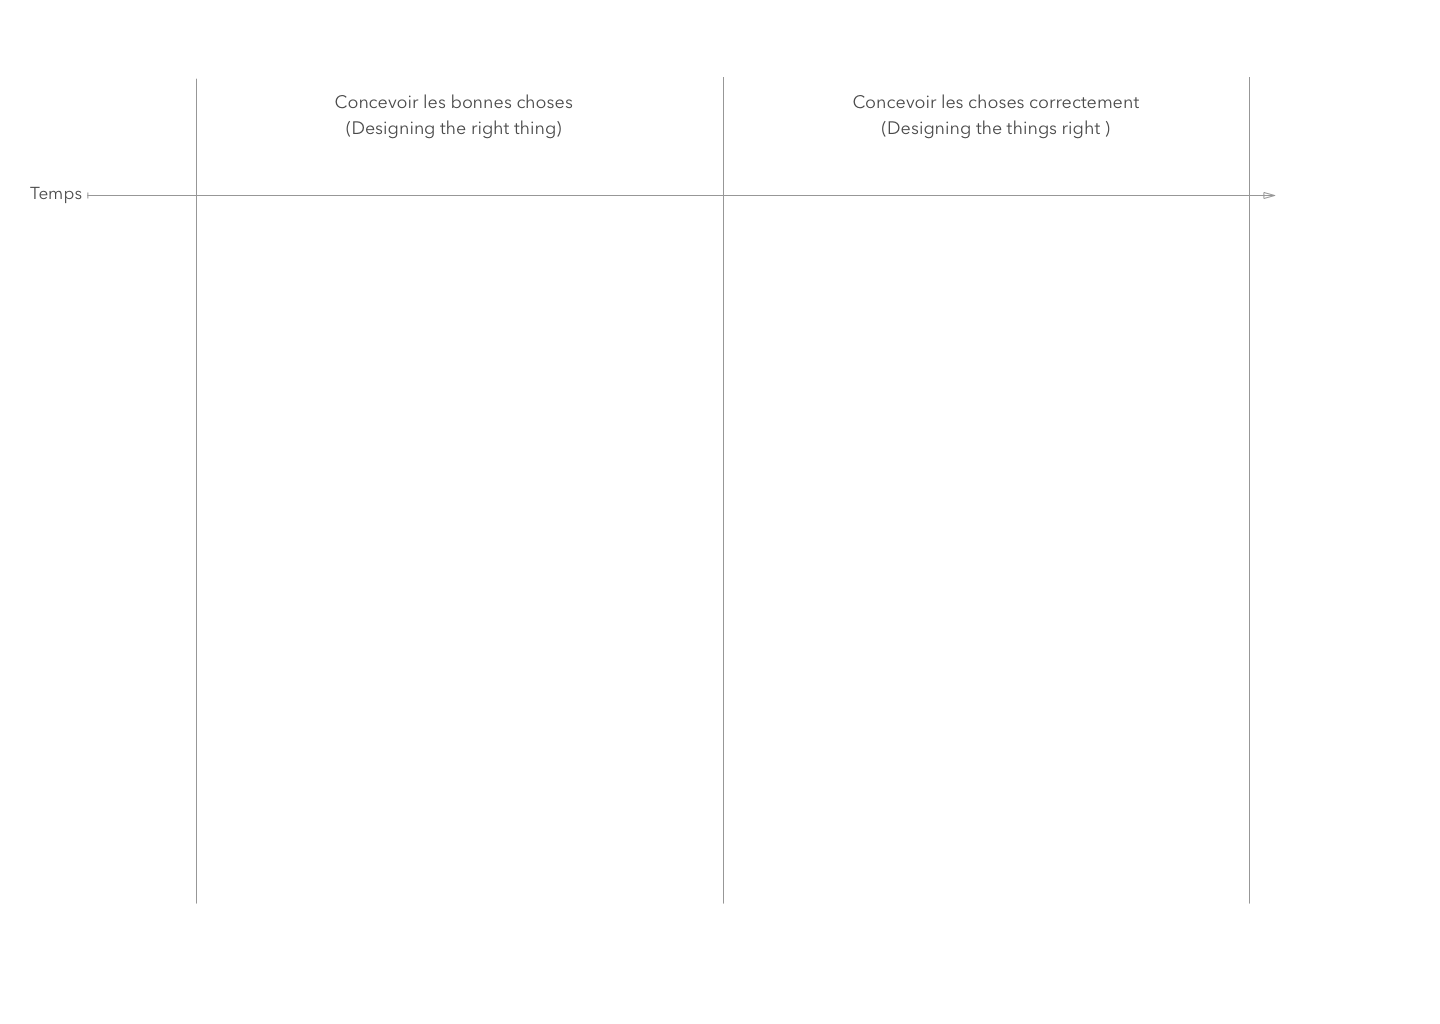 Concevoir les bonnes choses
(Designing the right thing)
Concevoir les choses correctement
(Designing the things right )
Temps